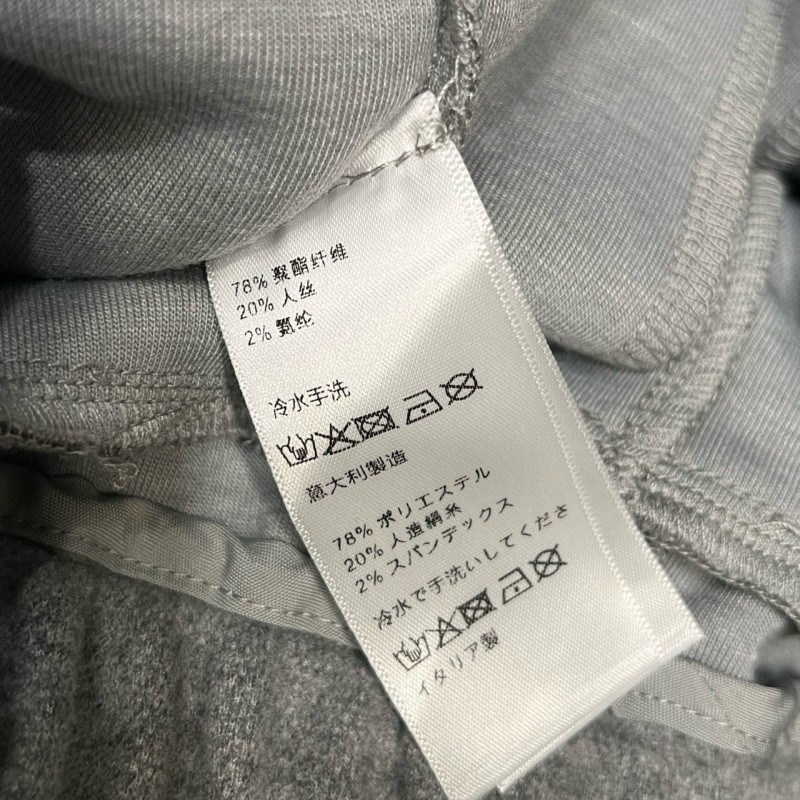 78% 聚酯纤维
20% 人丝
2% 氨纶
冷水手洗
意大利製造
78% ポリエステル
20% 人造絹糸
2% スパンデックス
冷水で手洗いしてくださ
イタリア製